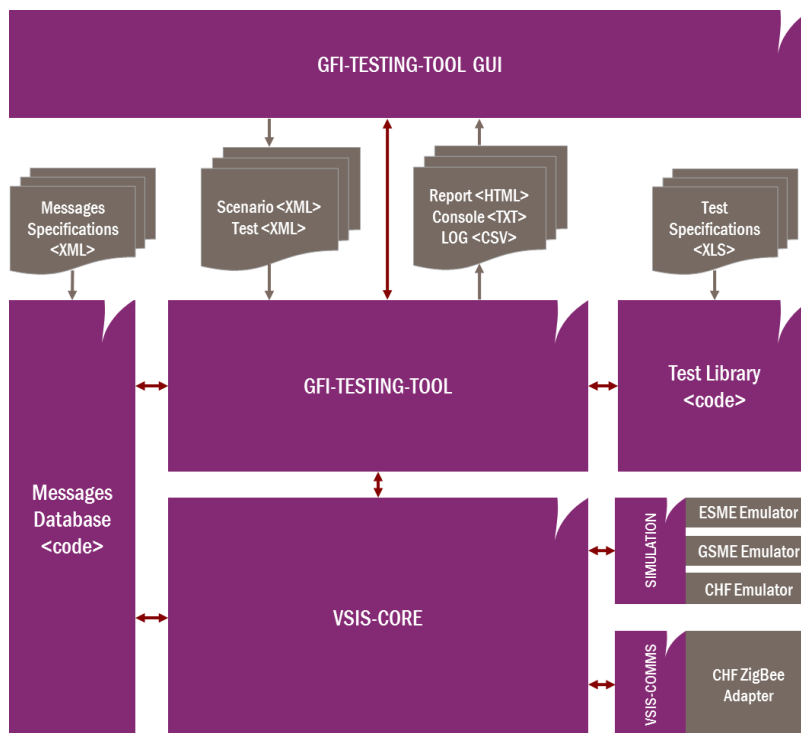 GFI-TESTING-TOOL GUI
Messages
Specifications
<XML>
Scenario <XML>
Test <XML>
Report <HTML>
Console <TXT>
LOG <CSV>
Test
Specifications
<XLS>
GFI-TESTING-TOOL
Test Library
<code>
Messages
Database
<code>
VSIS-CORE
SIMULATION
ESME Emulator
GSME Emulator
CHF Emulator
VSIS-COMMS
CHF ZigBee
Adapter